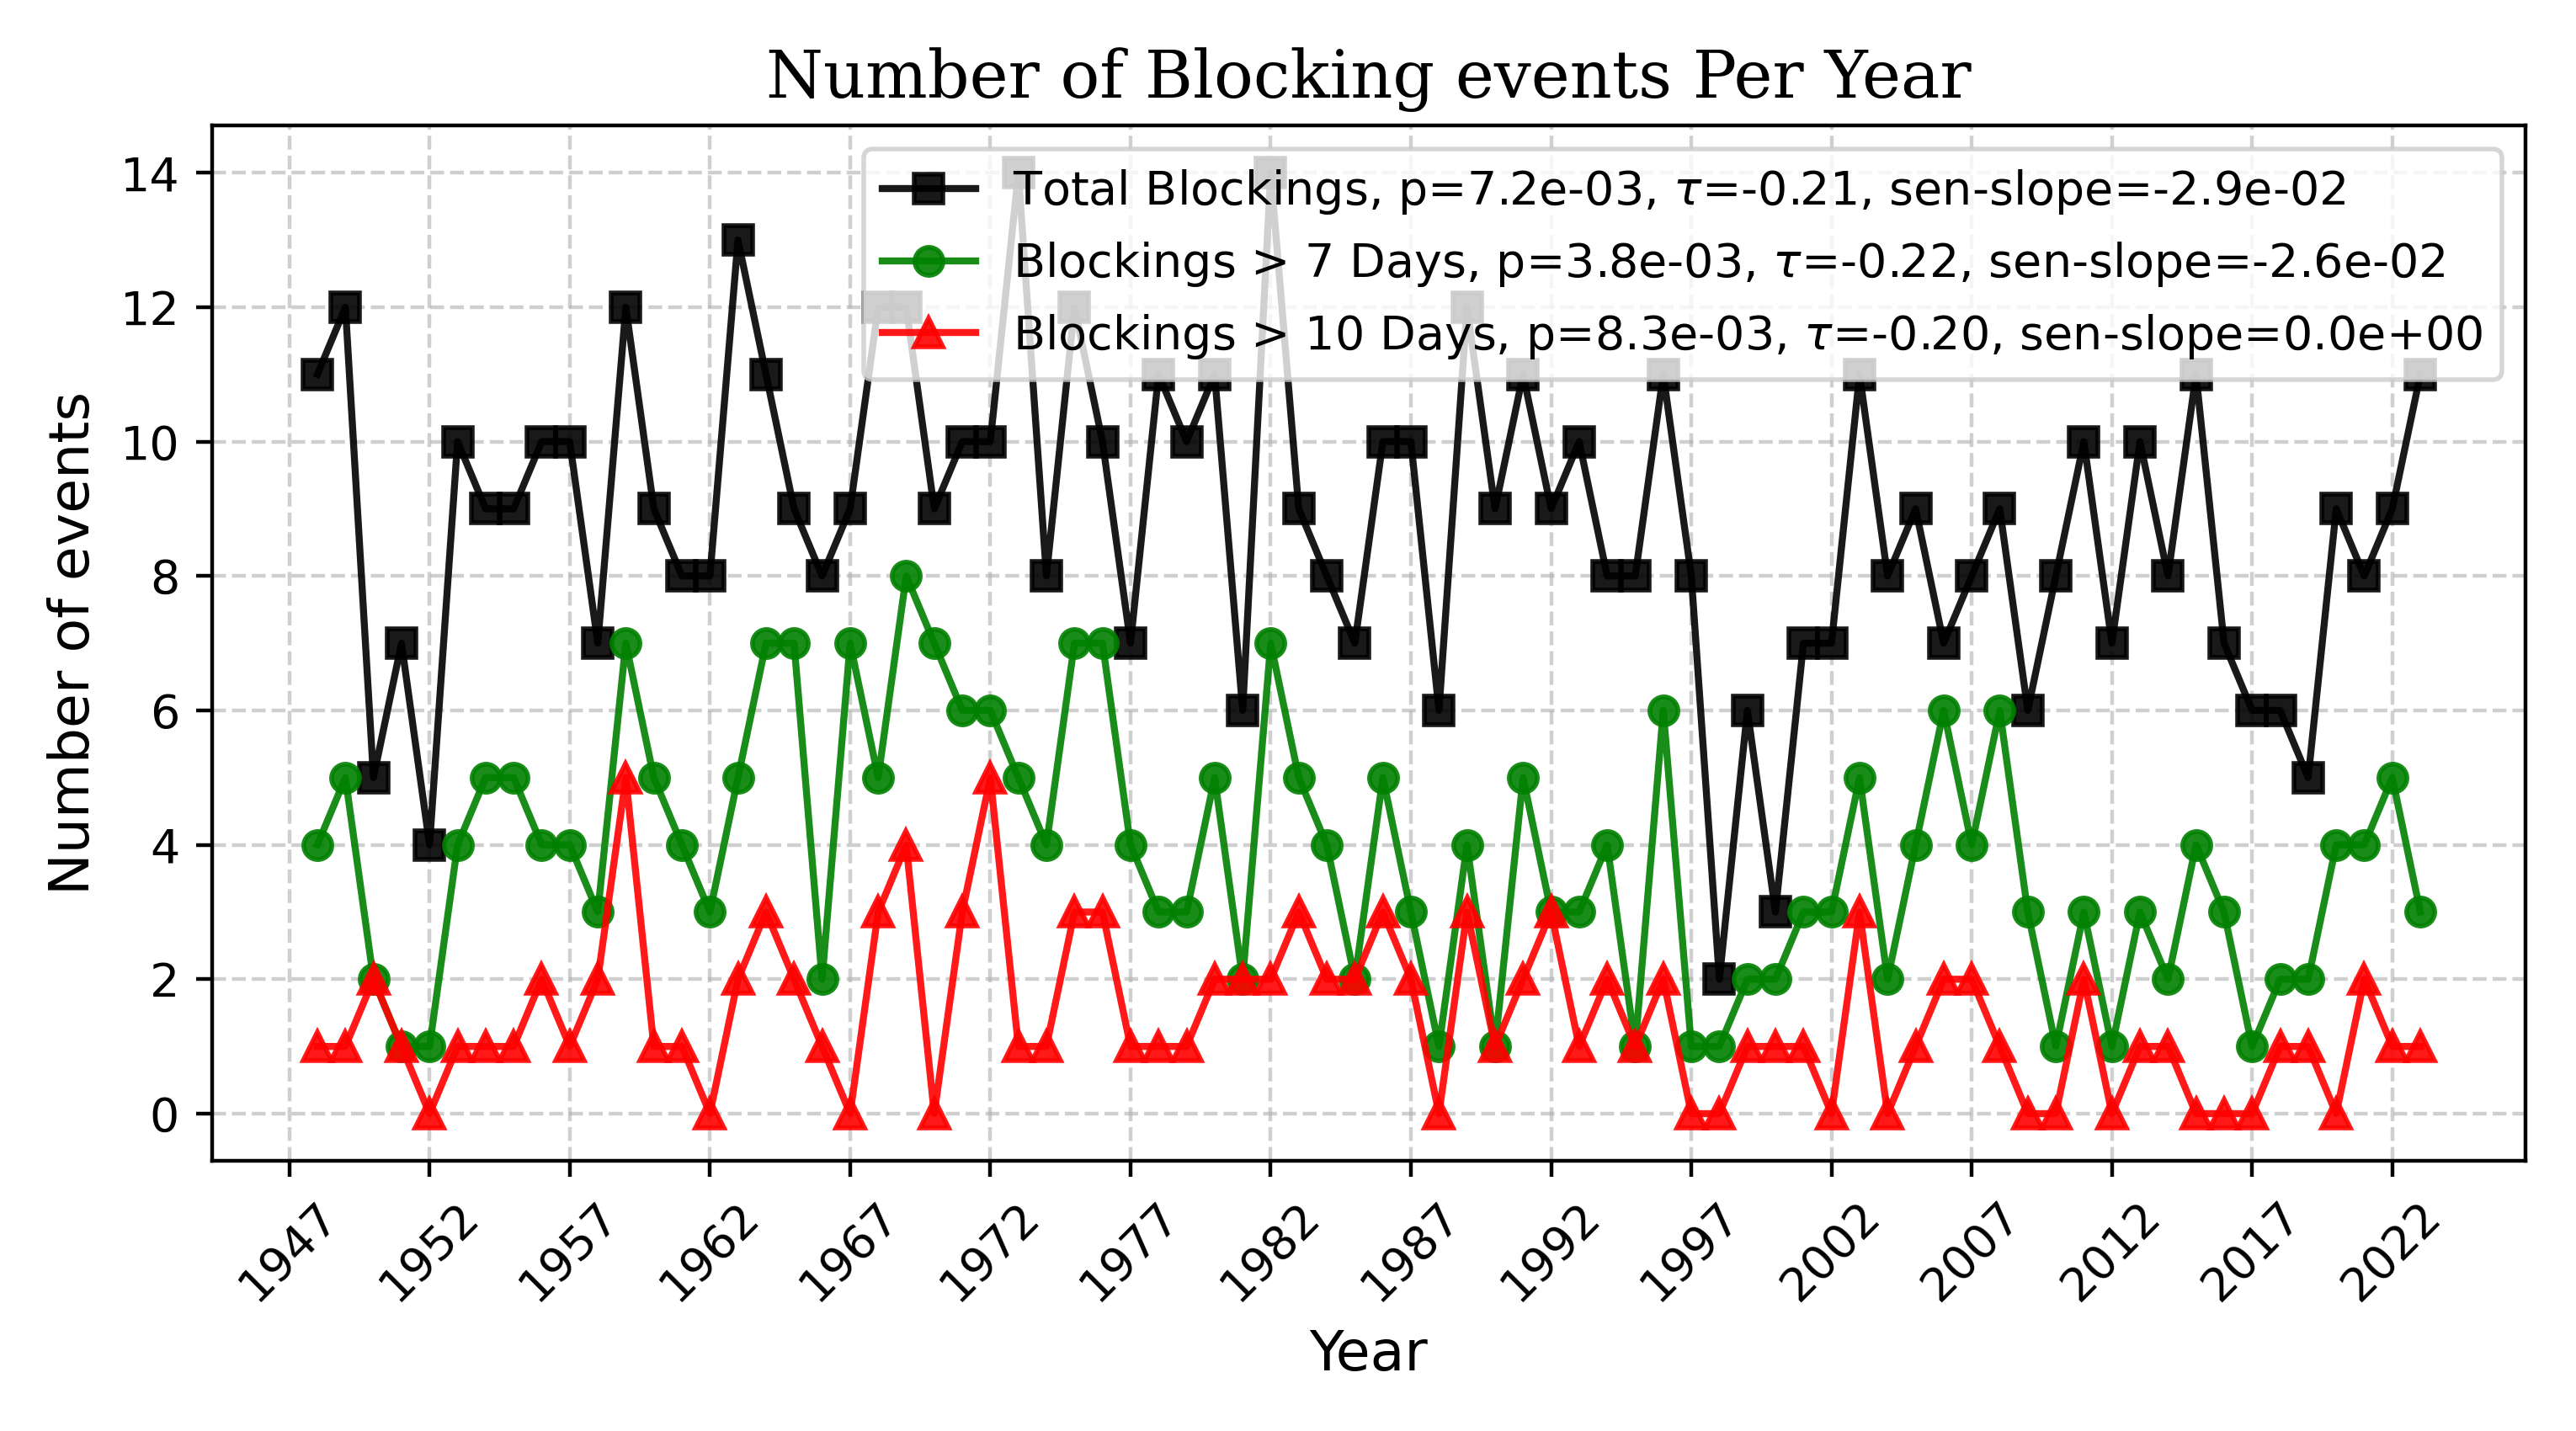 Number of Blocking events Per Year
Total Blockings, p=7.2e-03, τ=-0.21, sen-slope=-2.9e-02
Blockings > 7 Days, p=3.8e-03, τ=-0.22, sen-slope=-2.6e-02
Blockings > 10 Days, p=8.3e-03, τ=-0.20, sen-slope=0.0e+00
Number of events
14
12
10
8
6
4
2
0
1947 1952 1957 1962 1967 1972 1977 1982 1987 1992 1997 2002 2007 2012 2017 2022
Year